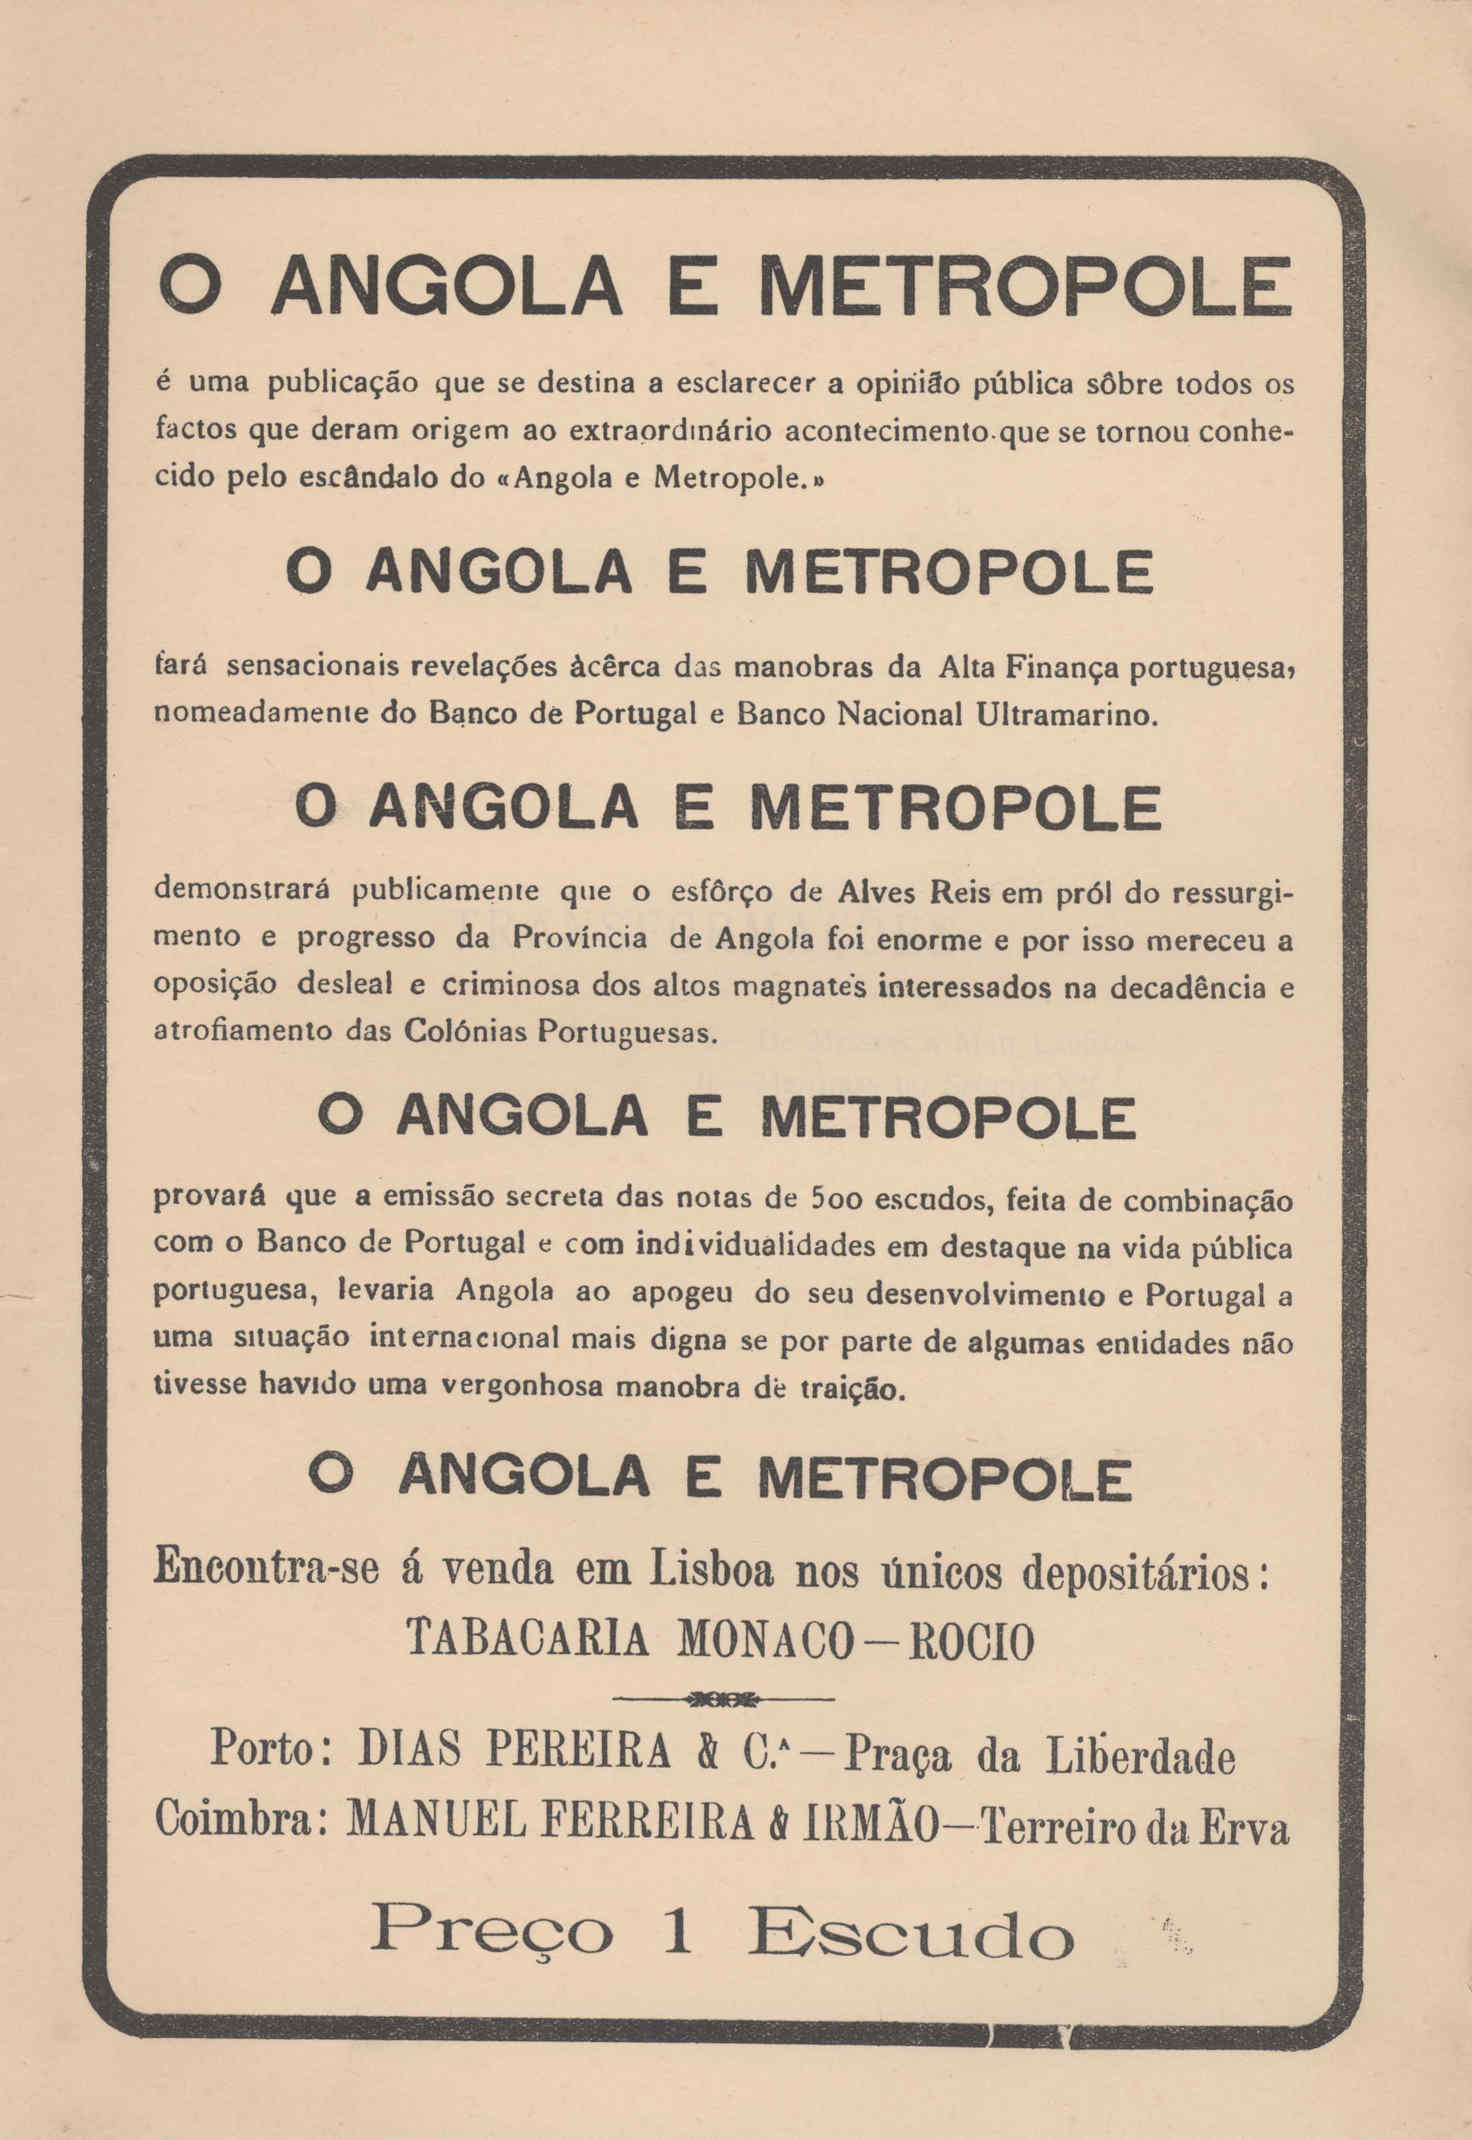 O ANGOLA E METROPOLE
é uma publicação que se destina a esclarecer a opinião pública sôbre todos os
factos que deram origem ao extraordinário acontecimento que se tornou conhe-
cido pelo escândalo do «Angola e Metropole.»
O ANGOLA E METROPOLE
fará sensacionais revelações àcêrca das manobras da Alta Finança portuguesa,
nomeadamente do Banco de Portugal e Banco Nacional Ultramarino.
O ANGOLA E METROPOLE
demonstrará publicamente que o esfôrço de Alves Reis em pról do ressurgi-
mento e progresso da Província de Angola foi enorme e por isso mereceu a
oposição desleal e criminosa dos altos magnates interessados na decadência e
atrofiamento das Colónias Portuguesas.
O ANGOLA E METROPOLE
provará que a emissão secreta das notas de 500 escudos, feita de combinação
com o Banco de Portugal e com individualidades em destaque na vida pública
portuguesa, levaria Angola ao apogeu do seu desenvolvimento e Portugal a
uma situação internacional mais digna se por parte de algumas entidades não
tivesse havido uma vergonhosa manobra de traição.
O ANGOLA E METROPOLE
Encontra-se á venda em Lisboa nos únicos depositários:
TABACARIA MONACO — ROCIO
Porto: DIAS PEREIRA & C.ᴬ — Praça da Liberdade
Coimbra: MANUEL FERREIRA & IRMÃO — Terreiro da Erva
Preço 1 Escudo